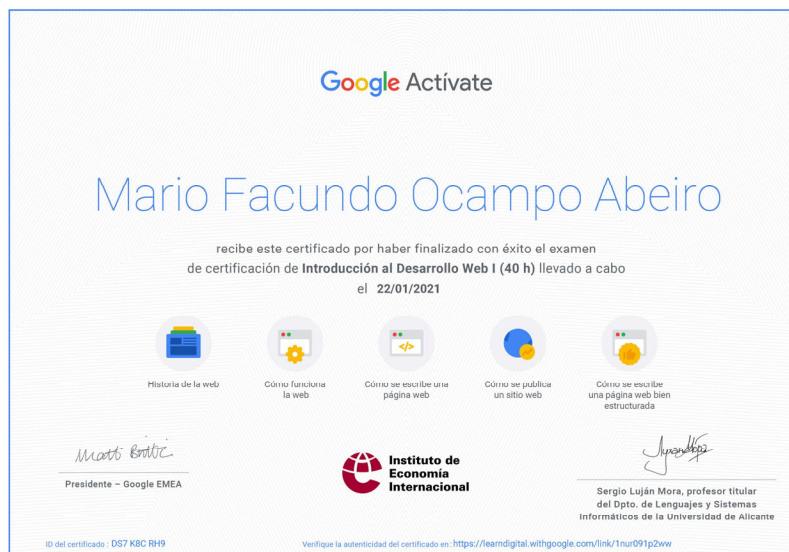 Google Actívate
Mario Facundo Ocampo Abeiro
recibe este certificado por haber finalizado con éxito el examen
de certificación de Introducción al Desarrollo Web I (40 h) llevado a cabo
el 22/01/2021
Historia de la web
Cómo funciona
la web
Cómo se escribe una
página web
Cómo se publica
un sitio web
Cómo se escribe
una página web bien
estructurada
Matt Brittin
Presidente – Google EMEA
Instituto de
Economía
Internacional
Sergio Luján Mora, profesor titular
del Dpto. de Lenguajes y Sistemas
Informáticos de la Universidad de Alicante
ID del certificado : DS7 K8C RH9
Verifique la autenticidad del certificado en: https://learndigital.withgoogle.com/link/1nur091p2ww